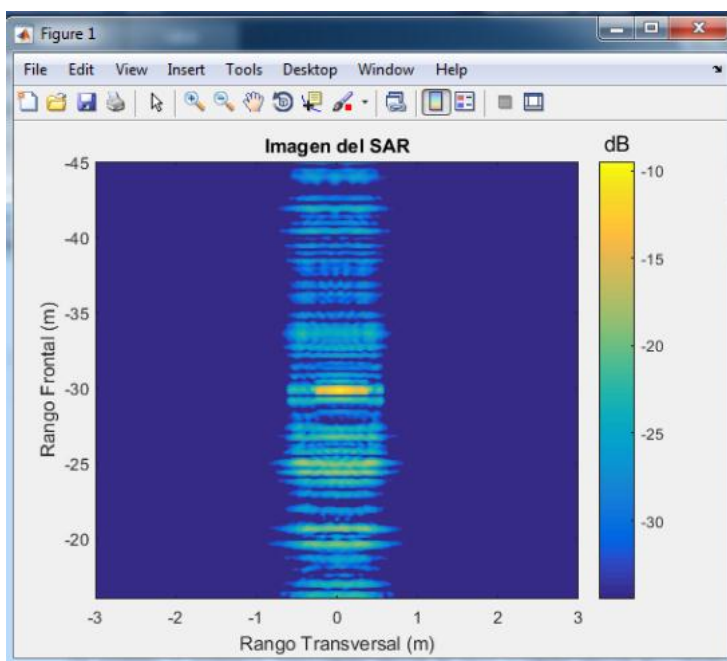 Figure 1
File Edit View Insert Tools Desktop Window Help
Imagen del SAR
dB
-45
-40
-35
-30
-25
-20
Rango Frontal (m)
-3 -2 -1 0 1 2 3
Rango Transversal (m)
-10
-15
-20
-25
-30